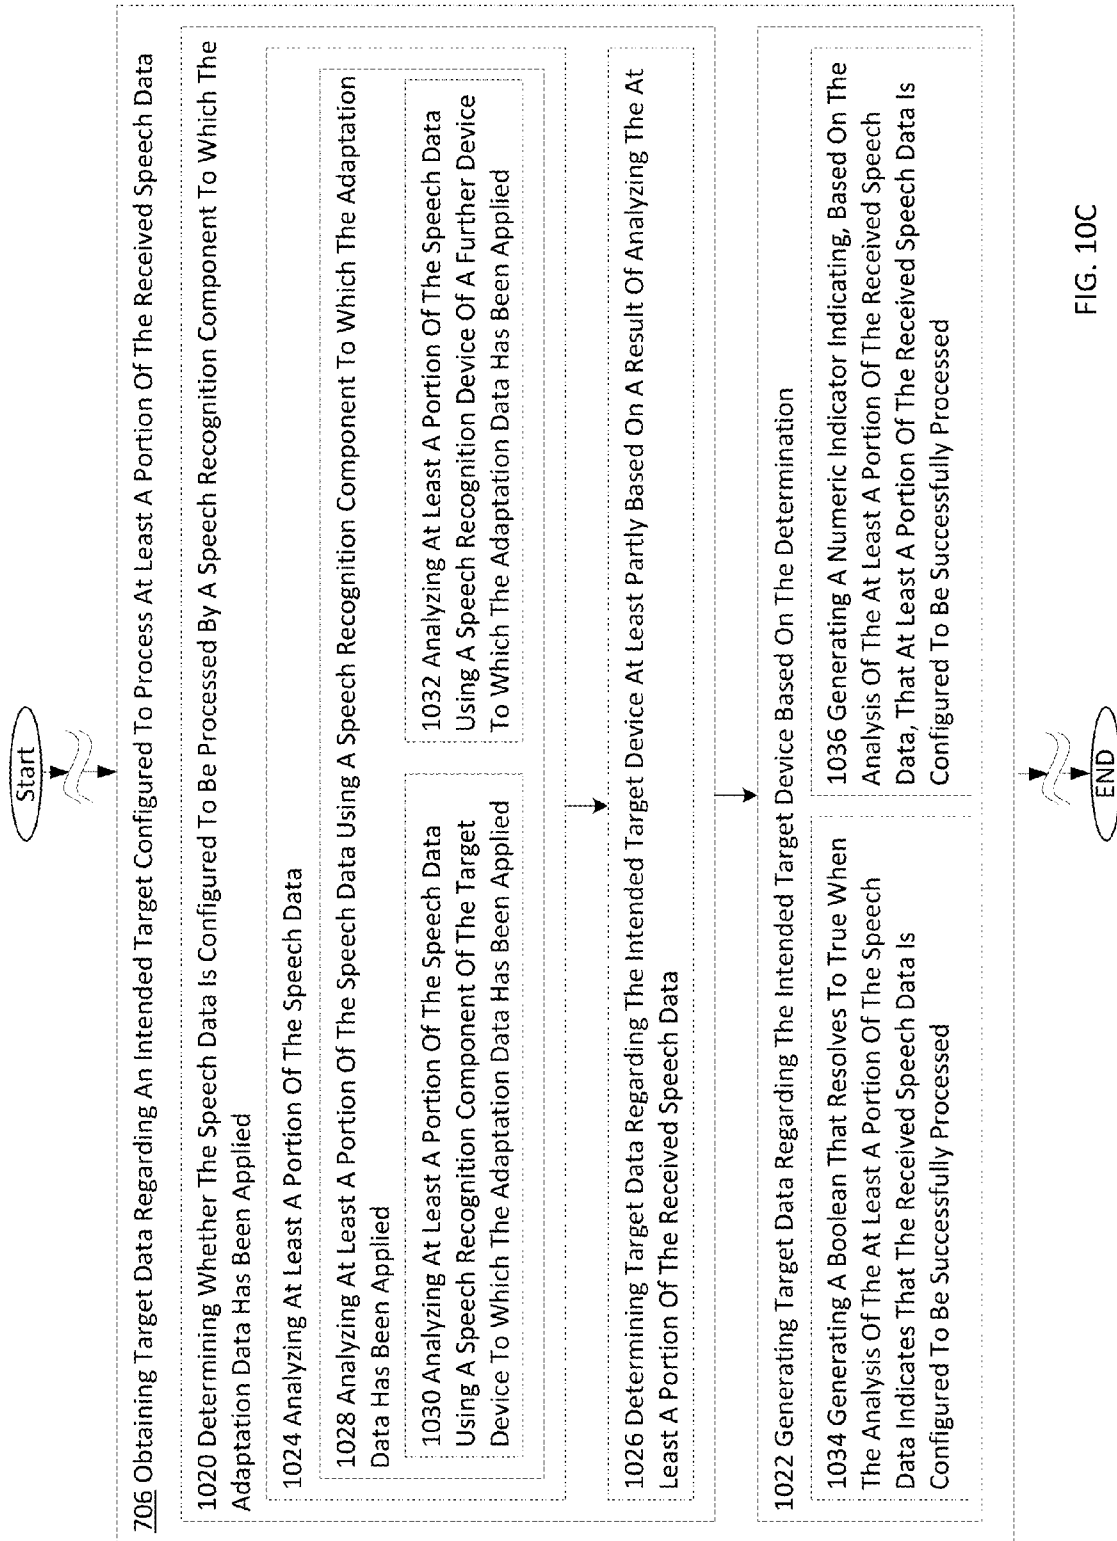 Start
706 Obtaining Target Data Regarding An Intended Target Configured To Process At Least A Portion Of The Received Speech Data
1020 Determining Whether The Speech Data Is Configured To Be Processed By A Speech Recognition Component To Which The
Adaptation Data Has Been Applied
1024 Analyzing At Least A Portion Of The Speech Data
1028 Analyzing At Least A Portion Of The Speech Data Using A Speech Recognition Component To Which The Adaptation
Data Has Been Applied
1030 Analyzing At Least A Portion Of The Speech Data
Using A Speech Recognition Component Of The Target
Device To Which The Adaptation Data Has Been Applied
1032 Analyzing At Least A Portion Of The Speech Data
Using A Speech Recognition Device Of A Further Device
To Which The Adaptation Data Has Been Applied
1026 Determining Target Data Regarding The Intended Target Device At Least Partly Based On A Result Of Analyzing The At
Least A Portion Of The Received Speech Data
1022 Generating Target Data Regarding The Intended Target Device Based On The Determination
1034 Generating A Boolean That Resolves To True When
The Analysis Of The At Least A Portion Of The Speech
Data Indicates That The Received Speech Data Is
Configured To Be Successfully Processed
1036 Generating A Numeric Indicator Indicating, Based On The
Analysis Of The At Least A Portion Of The Received Speech
Data, That At Least A Portion Of The Received Speech Data Is
Configured To Be Successfully Processed
END
FIG. 10C